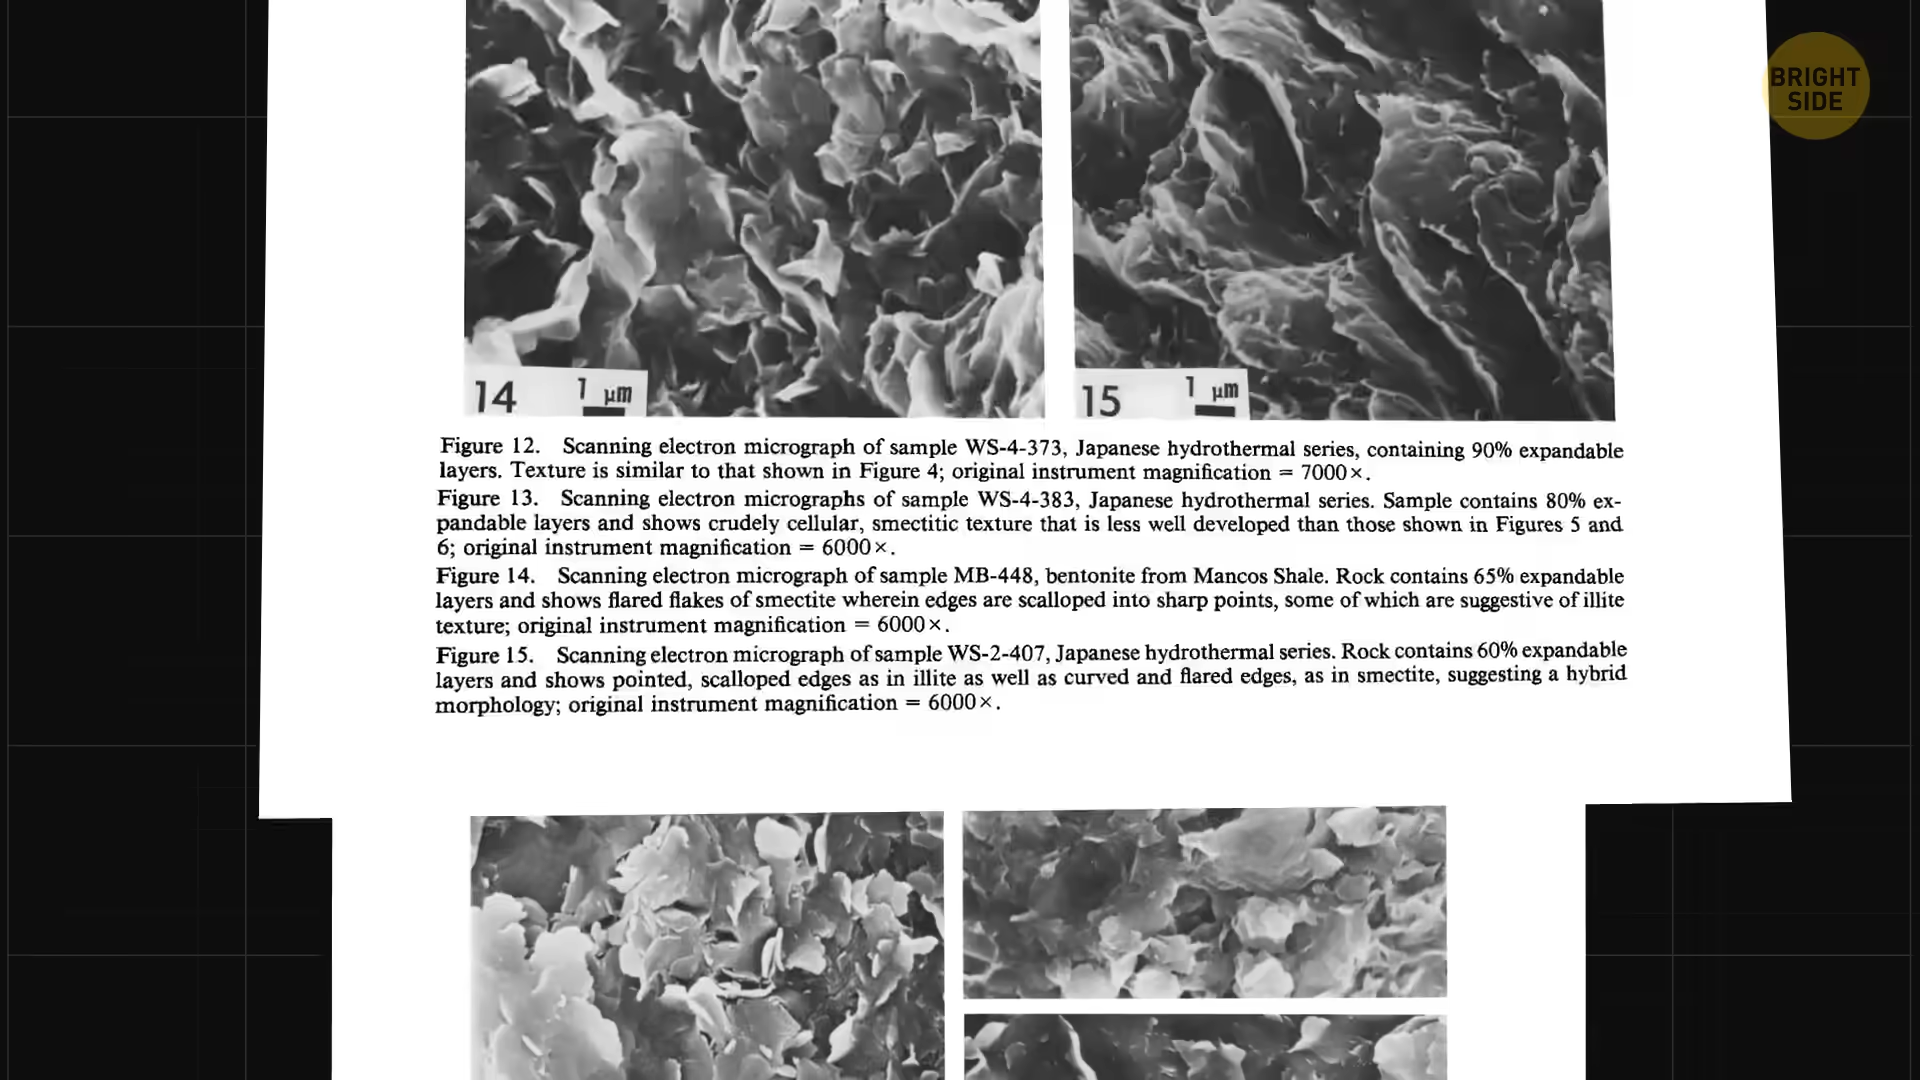 BRIGHT
SIDE
14 1 µm
15 1 µm
Figure 12. Scanning electron micrograph of sample WS-4-373, Japanese hydrothermal series, containing 90% expandable
layers. Texture is similar to that shown in Figure 4; original instrument magnification = 7000×.
Figure 13. Scanning electron micrographs of sample WS-4-383, Japanese hydrothermal series. Sample contains 80% ex-
pandable layers and shows crudely cellular, smectitic texture that is less well developed than those shown in Figures 5 and
6; original instrument magnification = 6000×.
Figure 14. Scanning electron micrograph of sample MB-448, bentonite from Mancos Shale. Rock contains 65% expandable
layers and shows flared flakes of smectite wherein edges are scalloped into sharp points, some of which are suggestive of illite
texture; original instrument magnification = 6000×.
Figure 15. Scanning electron micrograph of sample WS-2-407, Japanese hydrothermal series. Rock contains 60% expandable
layers and shows pointed, scalloped edges as in illite as well as curved and flared edges, as in smectite, suggesting a hybrid
morphology; original instrument magnification = 6000×.